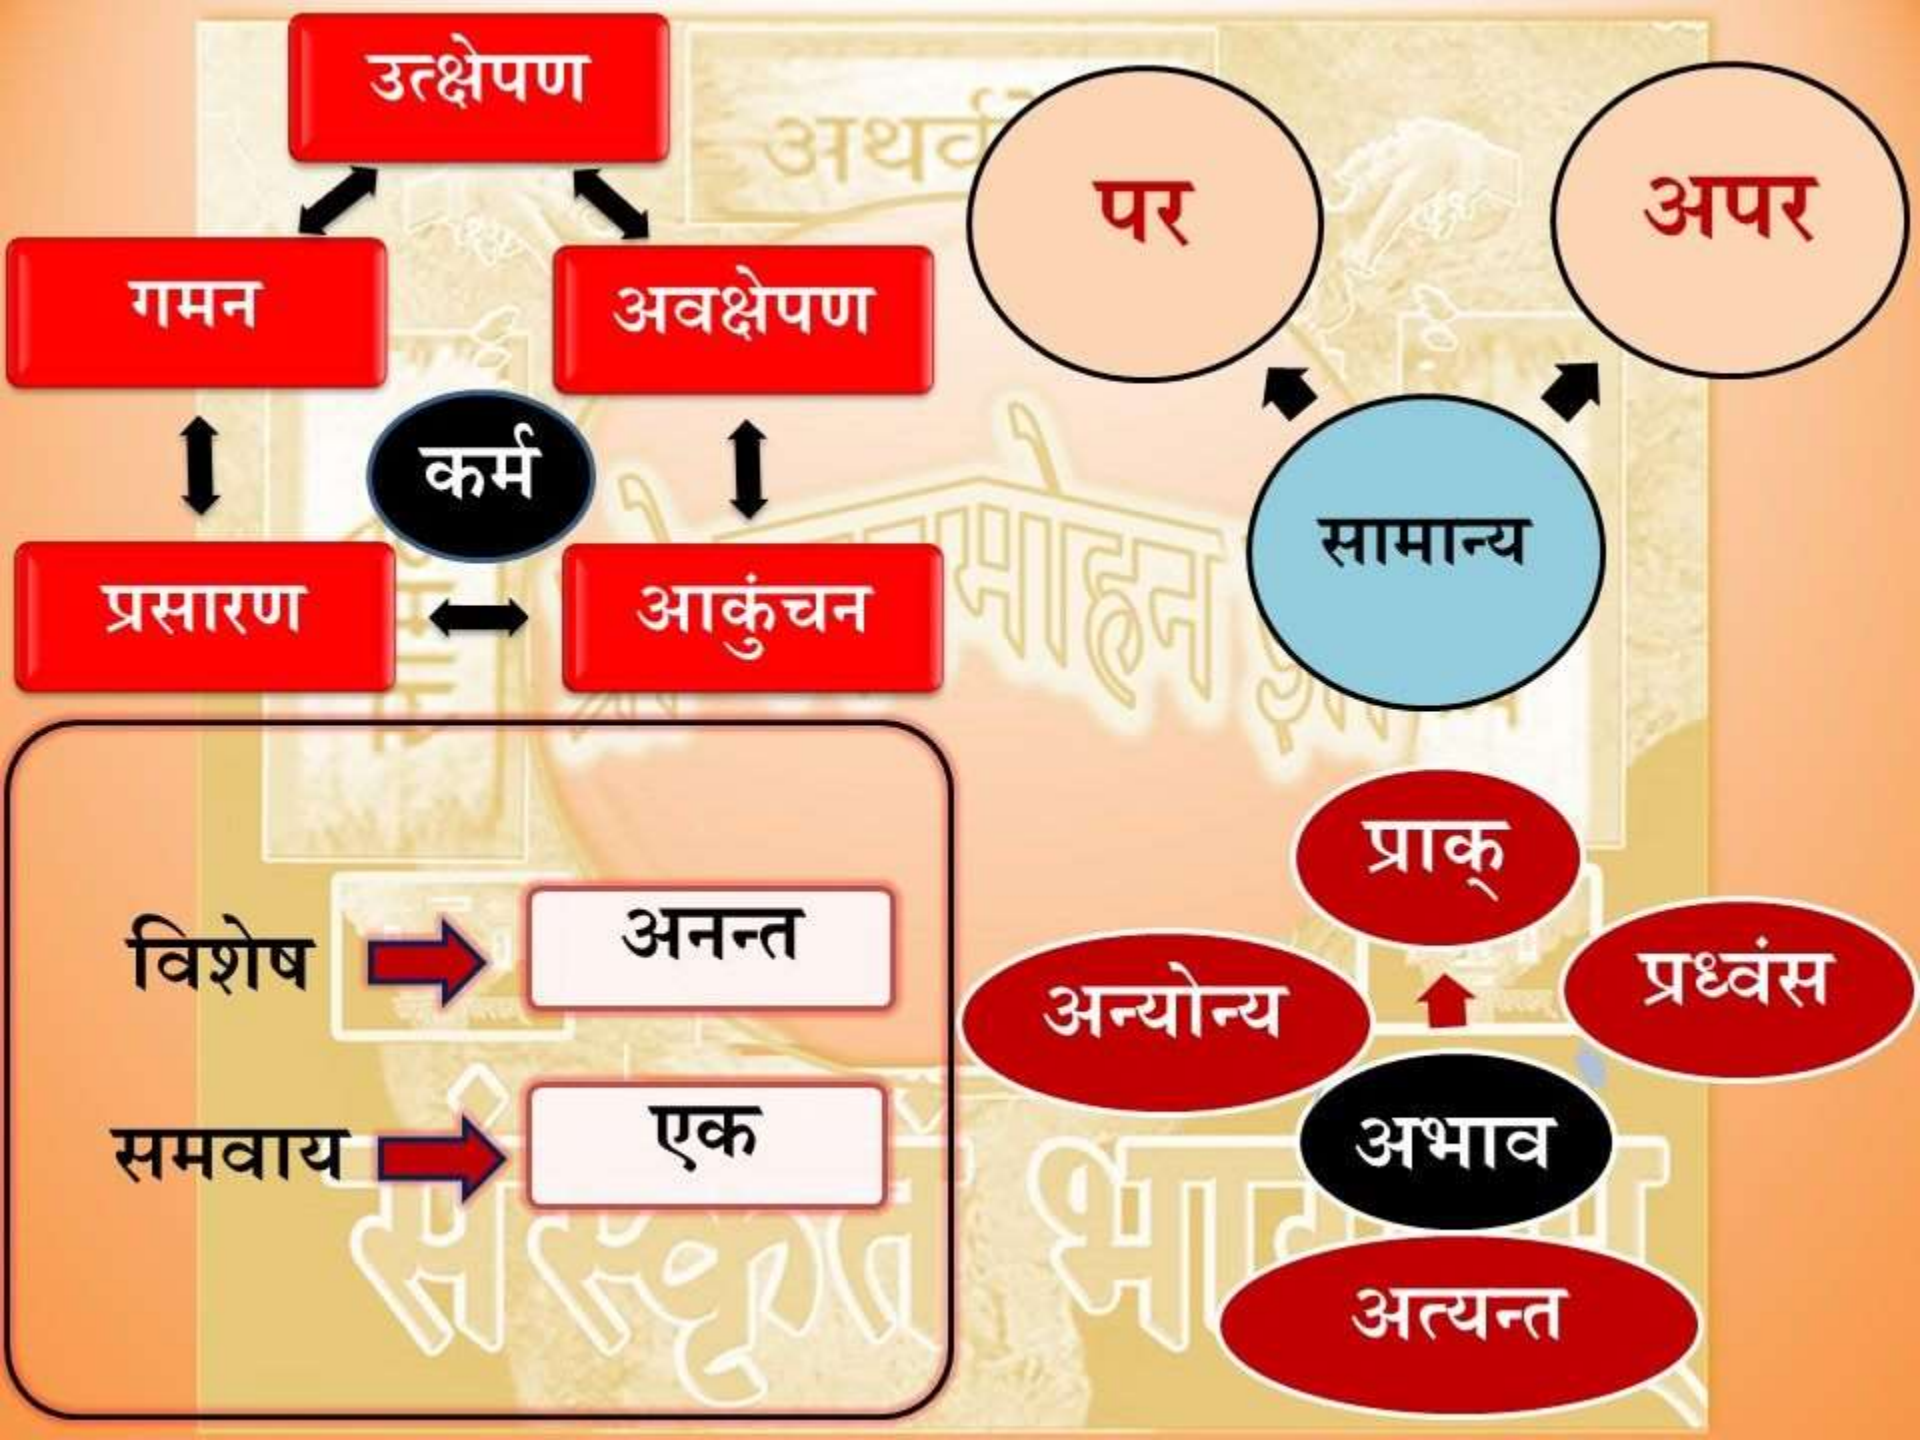 उत्क्षेपण
गमन
अवक्षेपण
कर्म
प्रसारण
आकुंचन
पर
अपर
सामान्य
विशेष
अनन्त
समवाय
एक
प्राक्
प्रध्वंस
अन्योन्य
अभाव
अत्यन्त